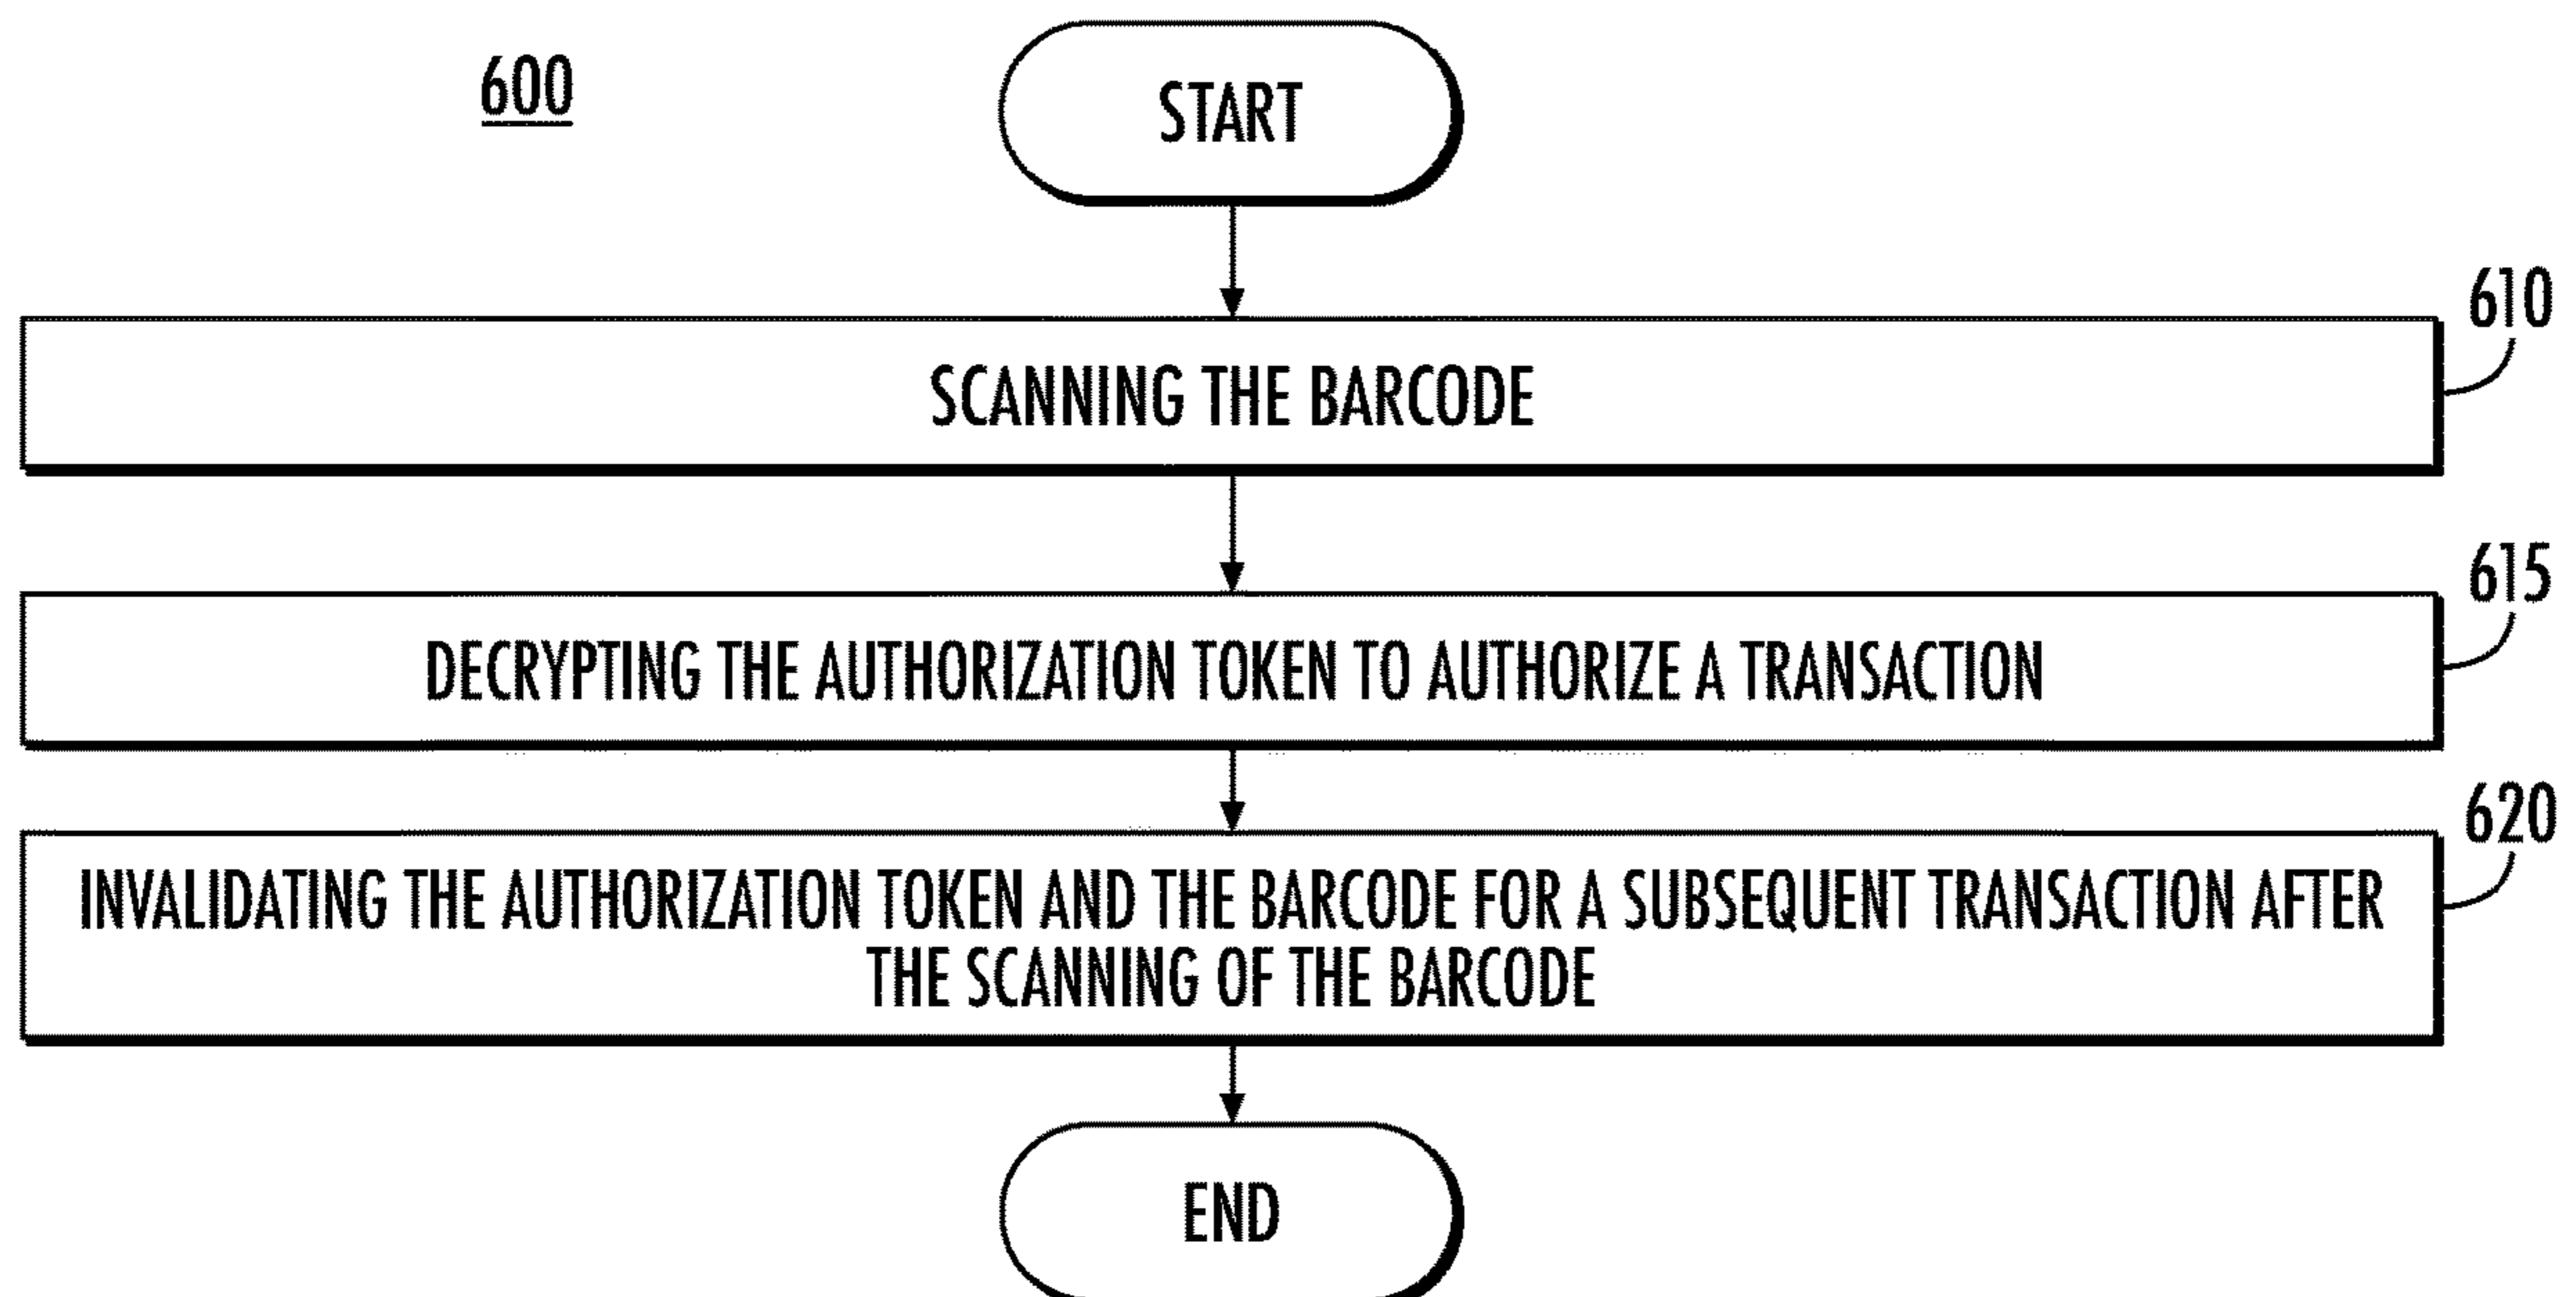 600
START
610
SCANNING THE BARCODE
615
DECRYPTING THE AUTHORIZATION TOKEN TO AUTHORIZE A TRANSACTION
620
INVALIDATING THE AUTHORIZATION TOKEN AND THE BARCODE FOR A SUBSEQUENT TRANSACTION AFTER
THE SCANNING OF THE BARCODE
END